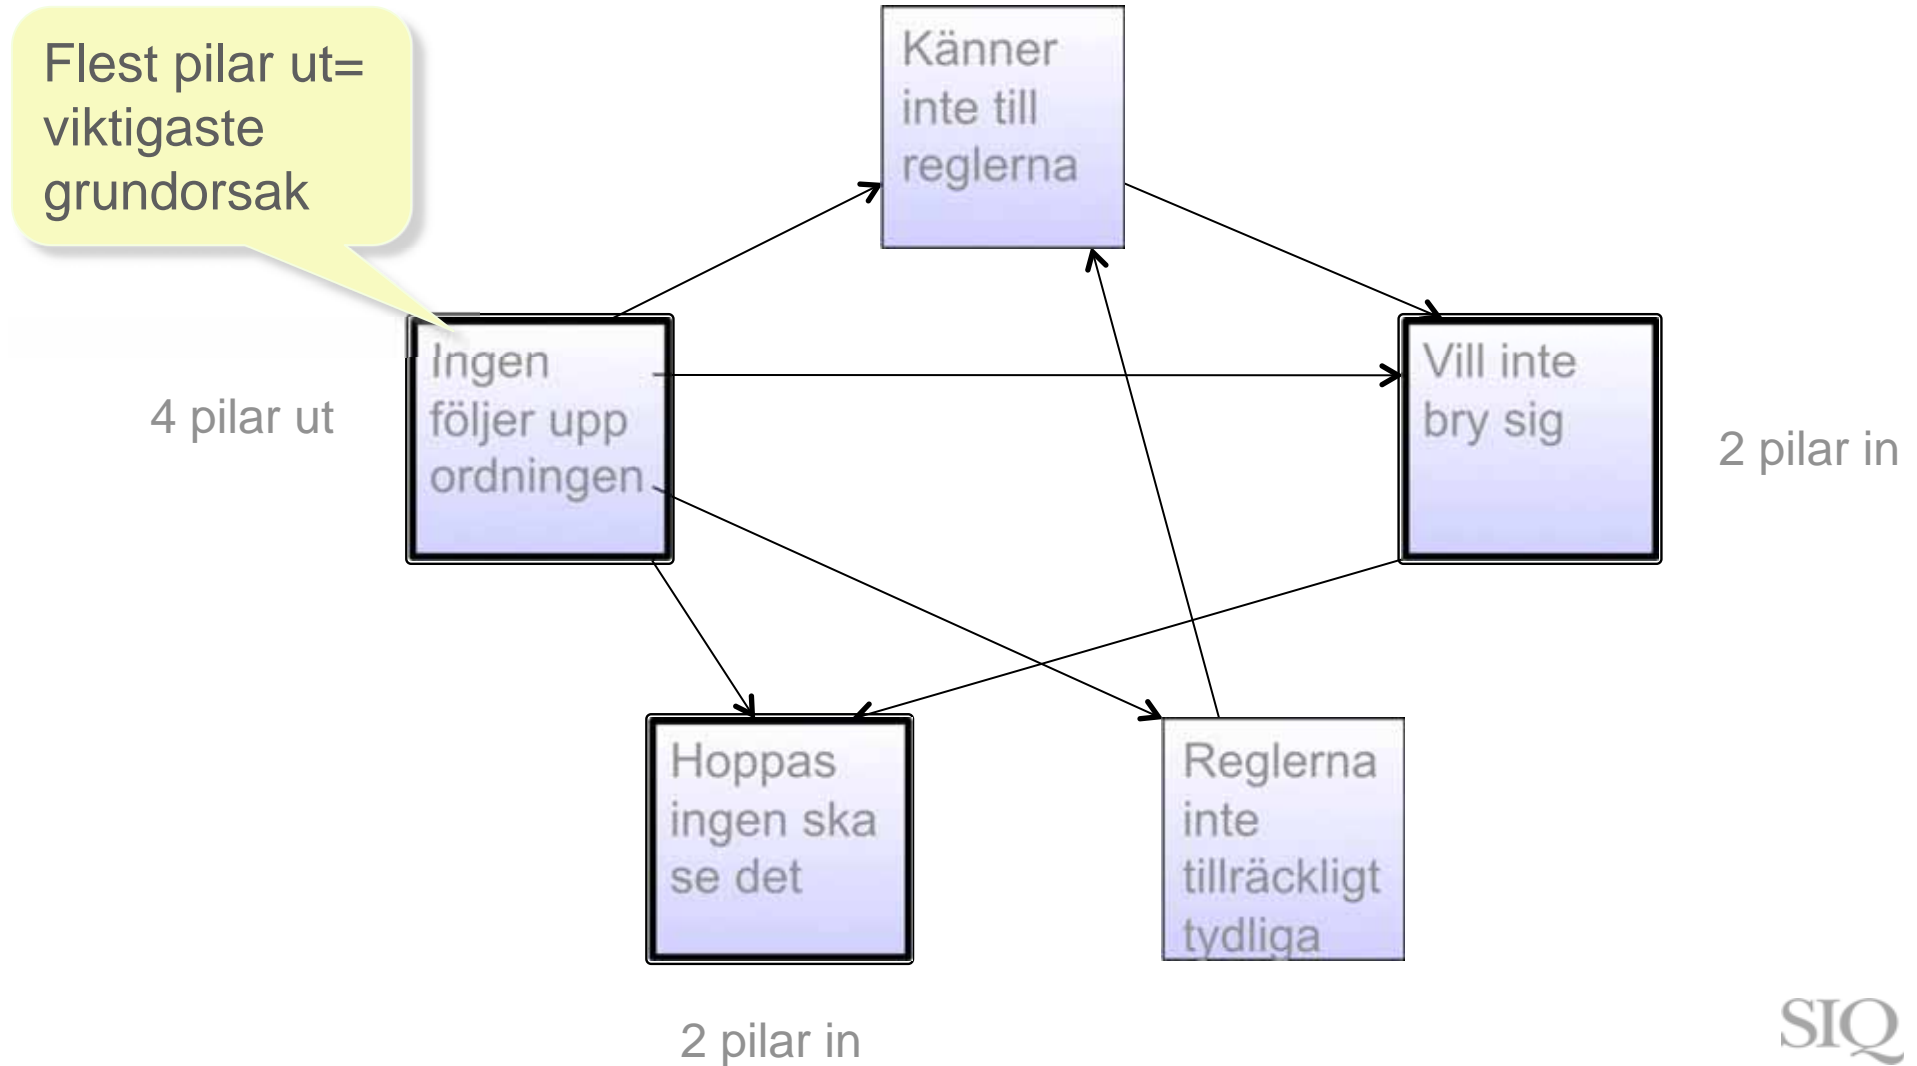 Flest pilar ut=
viktigaste
grundorsak
Känner
inte till
reglerna
4 pilar ut
Ingen
följer upp
ordningen
Vill inte
bry sig
2 pilar in
Hoppas
ingen ska
se det
Reglerna
inte
tillräckligt
tydliga
2 pilar in
SIQ